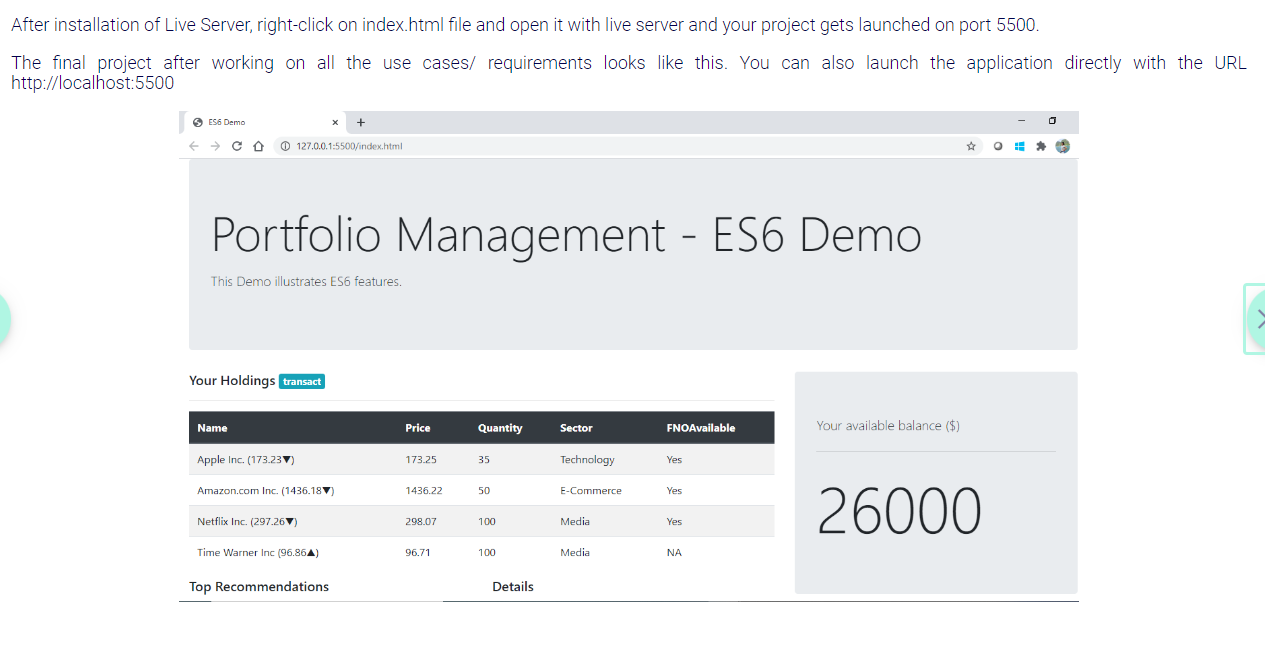 After installation of Live Server, right-click on index.html file and open it with live server and your project gets launched on port 5500.
The final project after working on all the use cases/ requirements looks like this. You can also launch the application directly with the URL
http://localhost:5500
ES6 Demo
127.0.0.1:5500/index.html
Portfolio Management - ES6 Demo
This Demo illustrates ES6 features.
Your Holdings transact
Name Price Quantity Sector FNOAvailable
Apple Inc. (173.23▼) 173.25 35 Technology Yes
Amazon.com Inc. (1436.18▼) 1436.22 50 E-Commerce Yes
Netflix Inc. (297.26▼) 298.07 100 Media Yes
Time Warner Inc (96.86▲) 96.71 100 Media NA
Top Recommendations Details
Your available balance ($)
26000